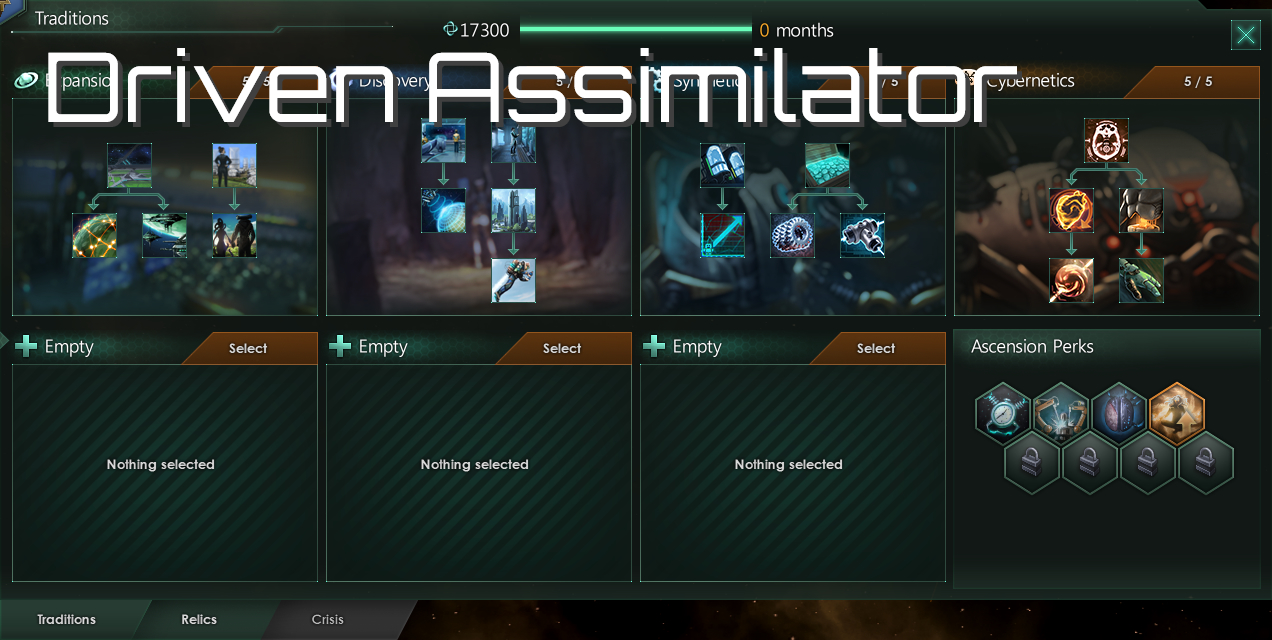 Traditions
17300 0 months
Driven Assimilator
Expansion
Discovery 5 /
Cybernetics 5 / 5
Empty Select
Empty Select
Empty Select
Ascension Perks
Nothing selected
Nothing selected
Nothing selected
Traditions Relics Crisis